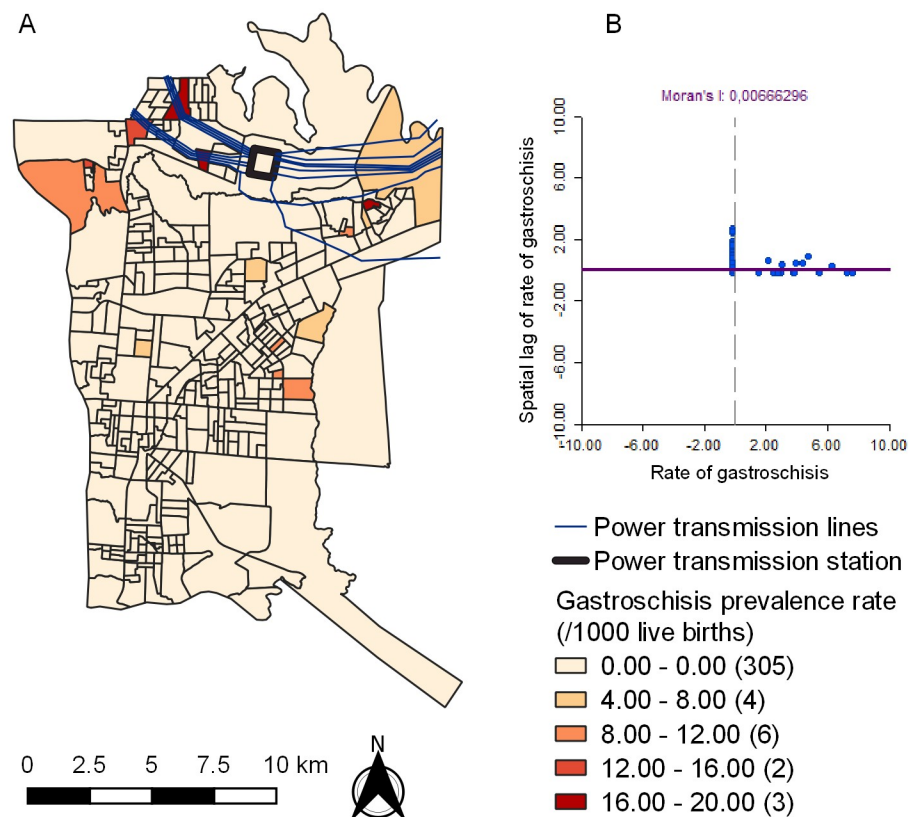 A
B
Moran's I: 0,00666296
Spatial lag of rate of gastroschisis
10.00
6.00
2.00
-2.00
-6.00
-10.00
-10.00 -6.00 -2.00 2.00 6.00 10.00
Rate of gastroschisis
Power transmission lines
Power transmission station
Gastroschisis prevalence rate
(/1000 live births)
0.00 - 0.00 (305)
4.00 - 8.00 (4)
8.00 - 12.00 (6)
12.00 - 16.00 (2)
16.00 - 20.00 (3)
0 2.5 5 7.5 10 km
N